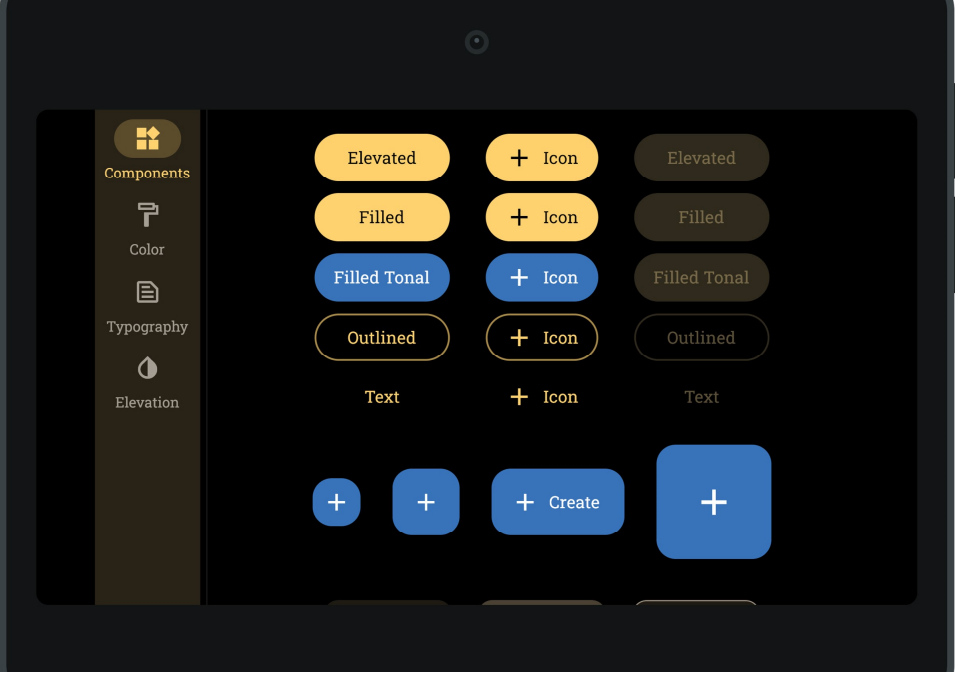 Components
Color
Typography
Elevation
Elevated
Icon
Elevated
Filled
Icon
Filled
Filled Tonal
Icon
Filled Tonal
Outlined
Icon
Outlined
Text
Icon
Text
Create